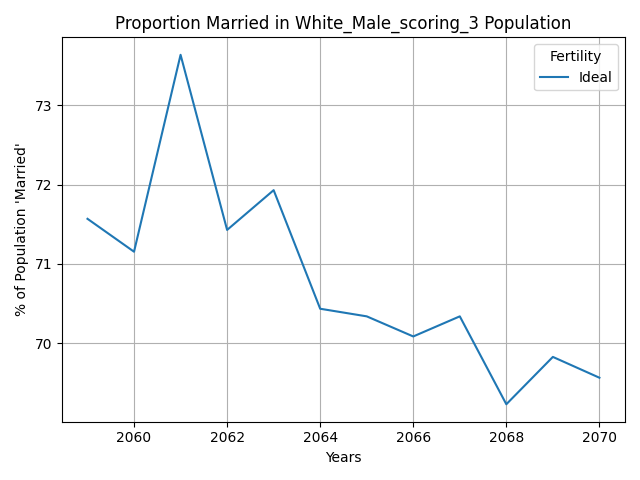 Proportion Married in White_Male_scoring_3 Population
Fertility
Ideal
% of Population 'Married'
73
72
71
70
2060 2062 2064 2066 2068 2070
Years